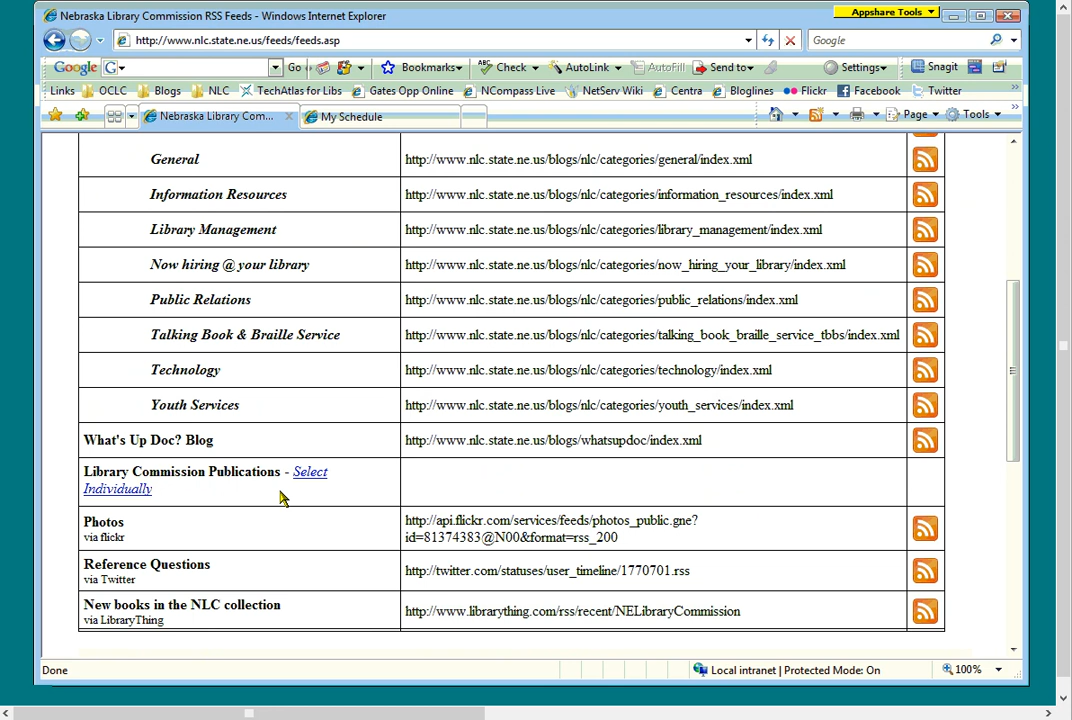 Nebraska Library Commission RSS Feeds - Windows Internet Explorer
Appshare Tools
http://www.nlc.state.ne.us/feeds/feeds.asp
Google
Google G Go Bookmarks ABC Check AutoLink AutoFill Send to Settings Snagit
Links OCLC Blogs NLC TechAtlas for Libs Gates Opp Online NCompass Live NetServ Wiki Centra Bloglines Flickr Facebook Twitter
Nebraska Library Com... My Schedule Page Tools
General http://www.nlc.state.ne.us/blogs/nlc/categories/general/index.xml
Information Resources http://www.nlc.state.ne.us/blogs/nlc/categories/information_resources/index.xml
Library Management http://www.nlc.state.ne.us/blogs/nlc/categories/library_management/index.xml
Now hiring @ your library http://www.nlc.state.ne.us/blogs/nlc/categories/now_hiring_your_library/index.xml
Public Relations http://www.nlc.state.ne.us/blogs/nlc/categories/public_relations/index.xml
Talking Book & Braille Service http://www.nlc.state.ne.us/blogs/nlc/categories/talking_book_braille_service_tbbs/index.xml
Technology http://www.nlc.state.ne.us/blogs/nlc/categories/technology/index.xml
Youth Services http://www.nlc.state.ne.us/blogs/nlc/categories/youth_services/index.xml
What's Up Doc? Blog http://www.nlc.state.ne.us/blogs/whatsupdoc/index.xml
Library Commission Publications - Select
Individually
Photos
via flickr
http://api.flickr.com/services/feeds/photos_public.gne?
id=81374383@N00&format=rss_200
Reference Questions
via Twitter
http://twitter.com/statuses/user_timeline/1770701.rss
New books in the NLC collection
via LibraryThing
http://www.librarything.com/rss/recent/NELibraryCommission
Done Local intranet | Protected Mode: On 100%